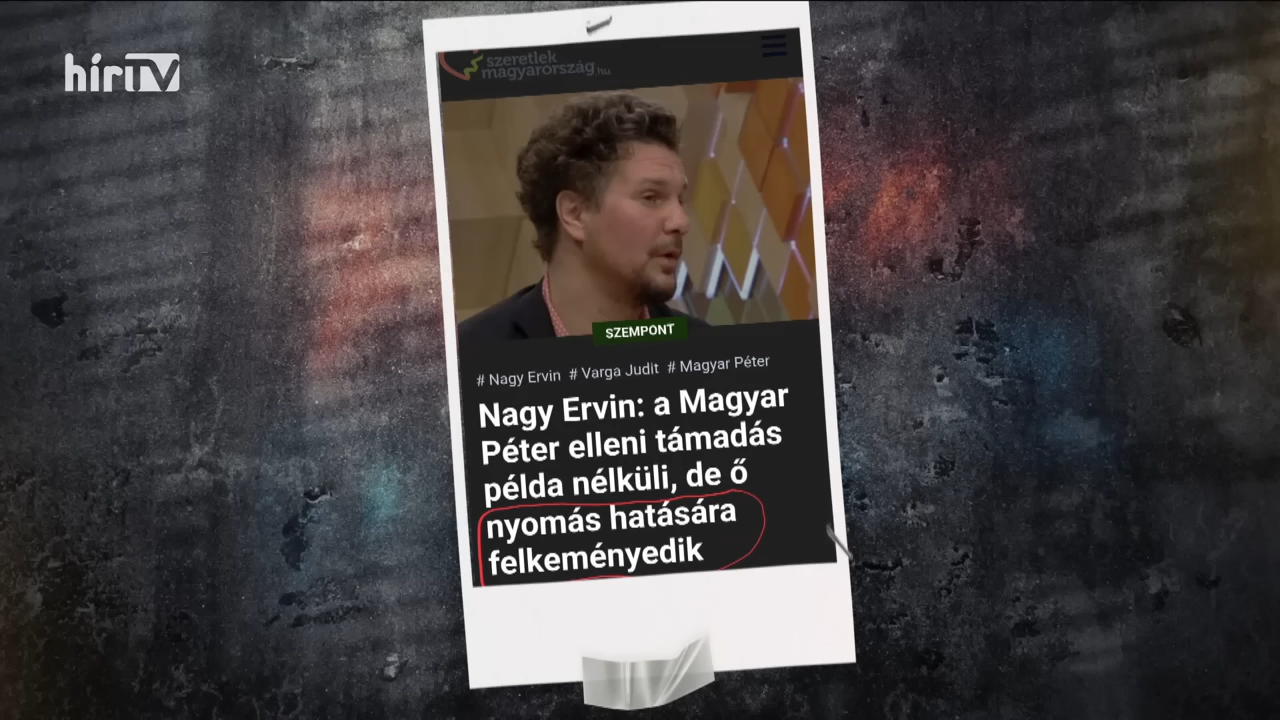 hírTV
szeretlek
magyarország.hu
SZEMPONT
# Nagy Ervin # Varga Judit # Magyar Péter
Nagy Ervin: a Magyar
Péter elleni támadás
példa nélküli, de ő
nyomás hatására
felkeményedik